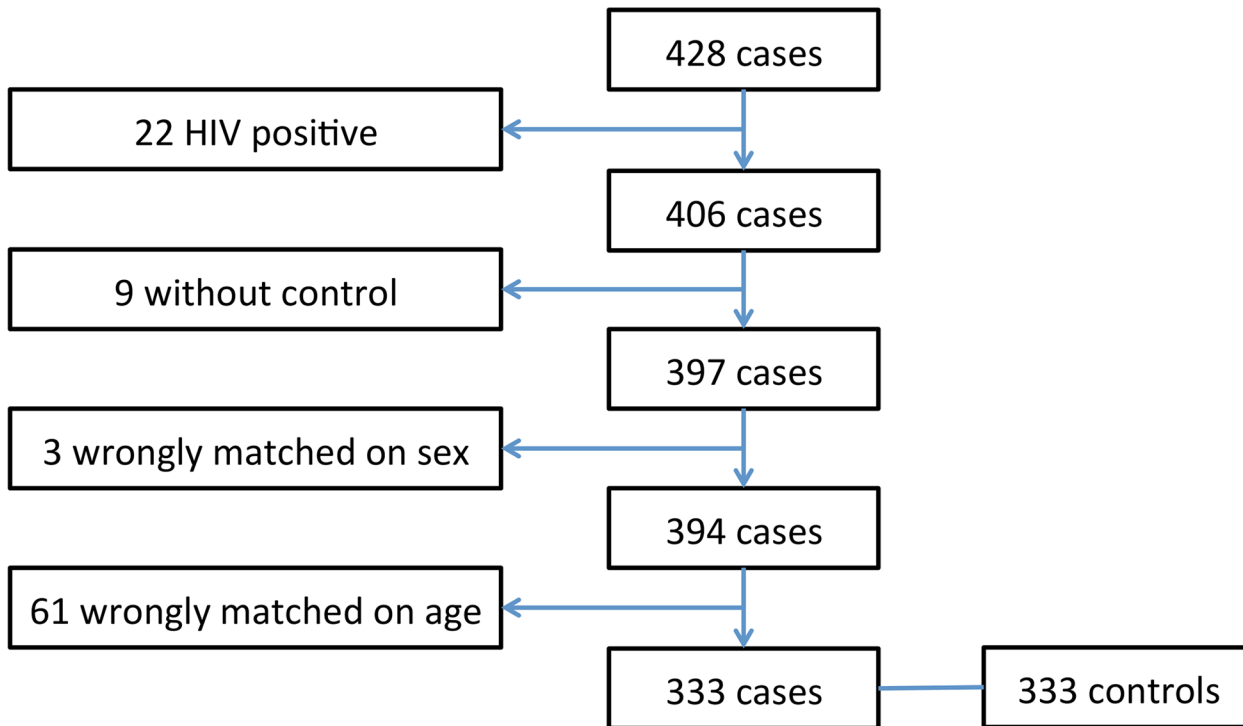 428 cases
22 HIV positive
406 cases
9 without control
397 cases
3 wrongly matched on sex
394 cases
61 wrongly matched on age
333 cases
333 controls